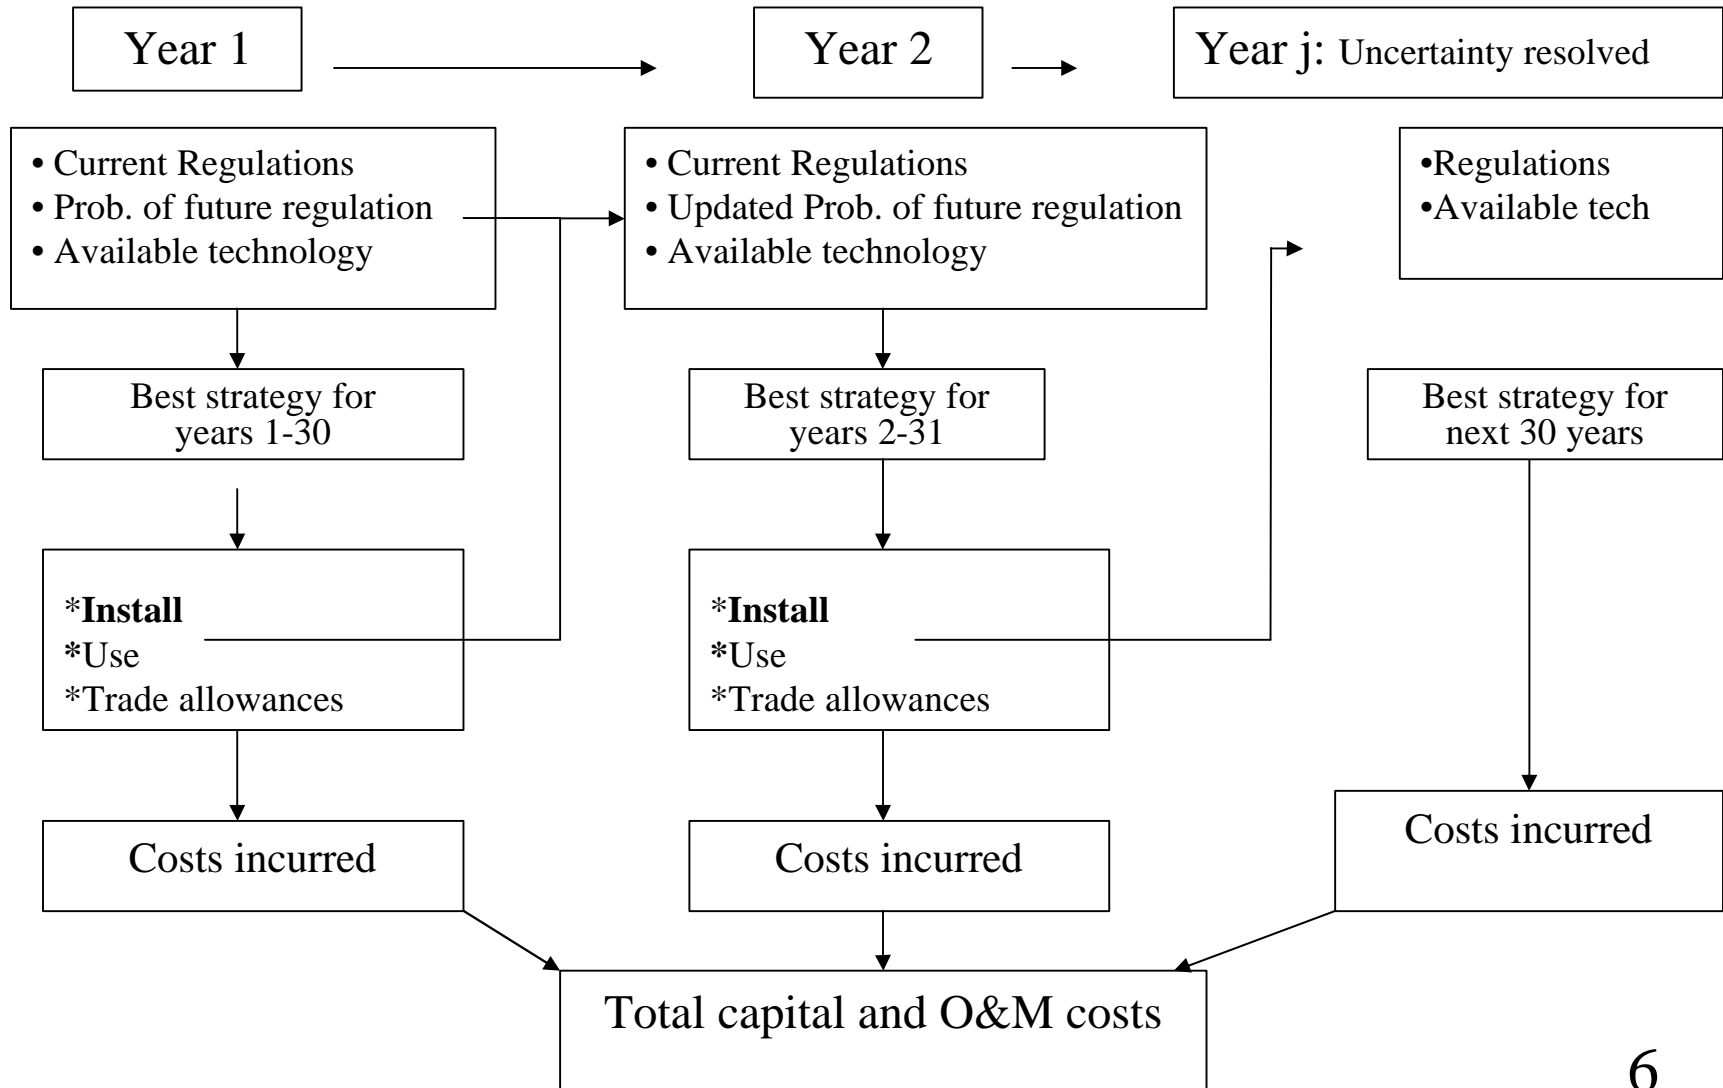 Year 1
Year 2
Year j: Uncertainty resolved
• Current Regulations
• Prob. of future regulation
• Available technology
• Current Regulations
• Updated Prob. of future regulation
• Available technology
•Regulations
•Available tech
Best strategy for
years 1-30
Best strategy for
years 2-31
Best strategy for
next 30 years
*Install
*Use
*Trade allowances
*Install
*Use
*Trade allowances
Costs incurred
Costs incurred
Costs incurred
Total capital and O&M costs
6